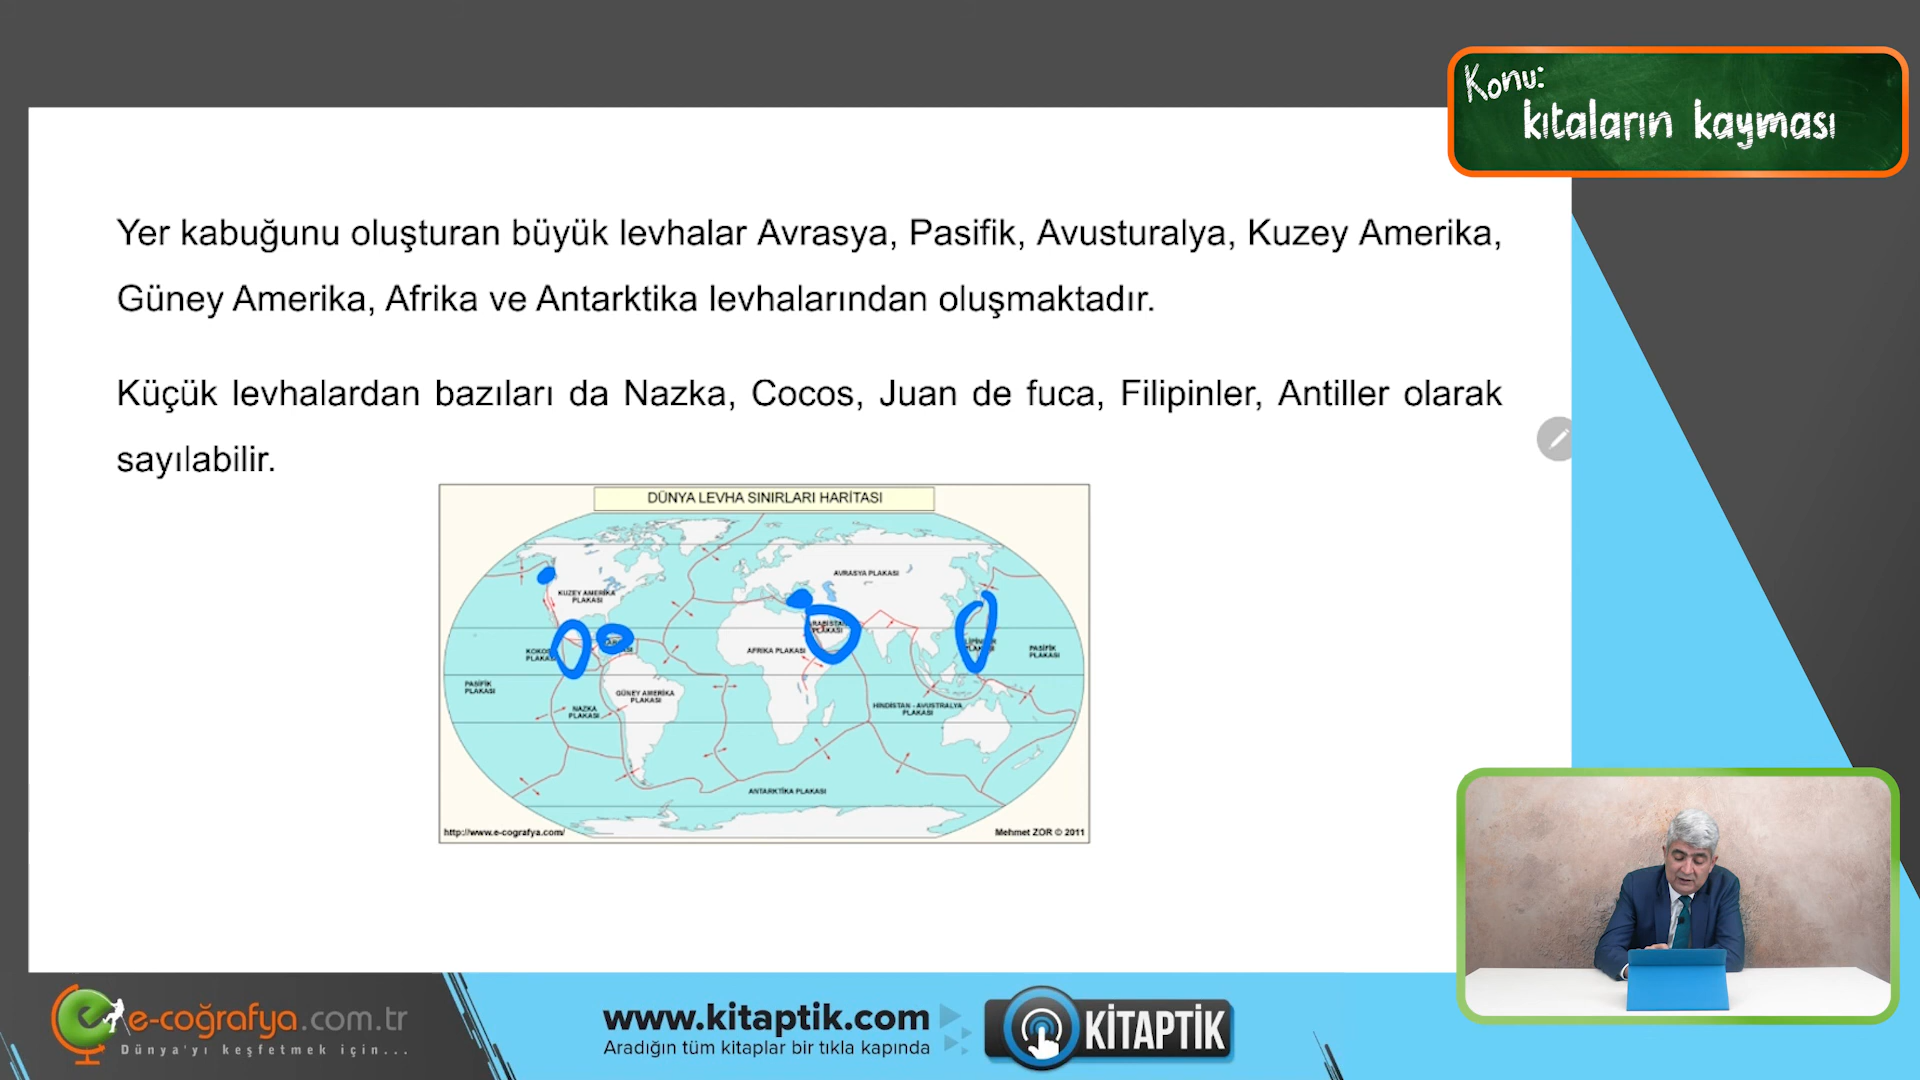 Konu:
kıtaların kayması
Yer kabuğunu oluşturan büyük levhalar Avrasya, Pasifik, Avusturalya, Kuzey Amerika,
Güney Amerika, Afrika ve Antarktika levhalarından oluşmaktadır.
Küçük levhalardan bazıları da Nazka, Cocos, Juan de fuca, Filipinler, Antiller olarak
sayılabilir.
DÜNYA LEVHA SINIRLARI HARİTASI
AVRASYA PLAKASI
KUZEY AMERİKA
PLAKASI
AFRIKA PLAKASI
PASİFİK
PLAKASI
PASİFİK
PLAKASI
GÜNEY AMERİKA
PLAKASI
NAZCA
PLAKASI
HİNDİSTAN - AVUSTRALYA
PLAKASI
ANTARKTİKA PLAKASI
http://www.e-cografya.com/
Mehmet ZOR © 2011
e-coğrafya.com.tr
Dünya'yı keşfetmek için...
www.kitaptik.com
Aradığın tüm kitaplar bir tıkla kapında
KİTAPTİK